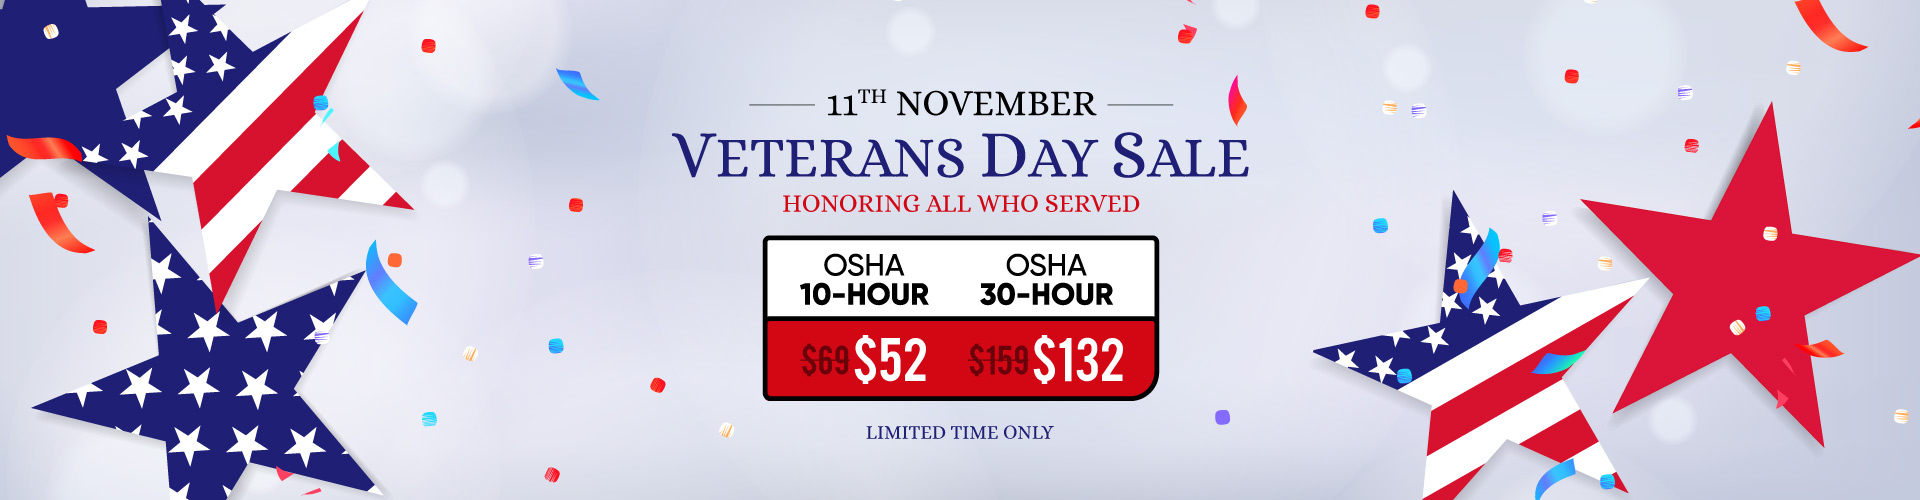 11TH NOVEMBER
VETERANS DAY SALE
HONORING ALL WHO SERVED
OSHA OSHA
10-HOUR 30-HOUR
$69 $52 $159 $132
LIMITED TIME ONLY